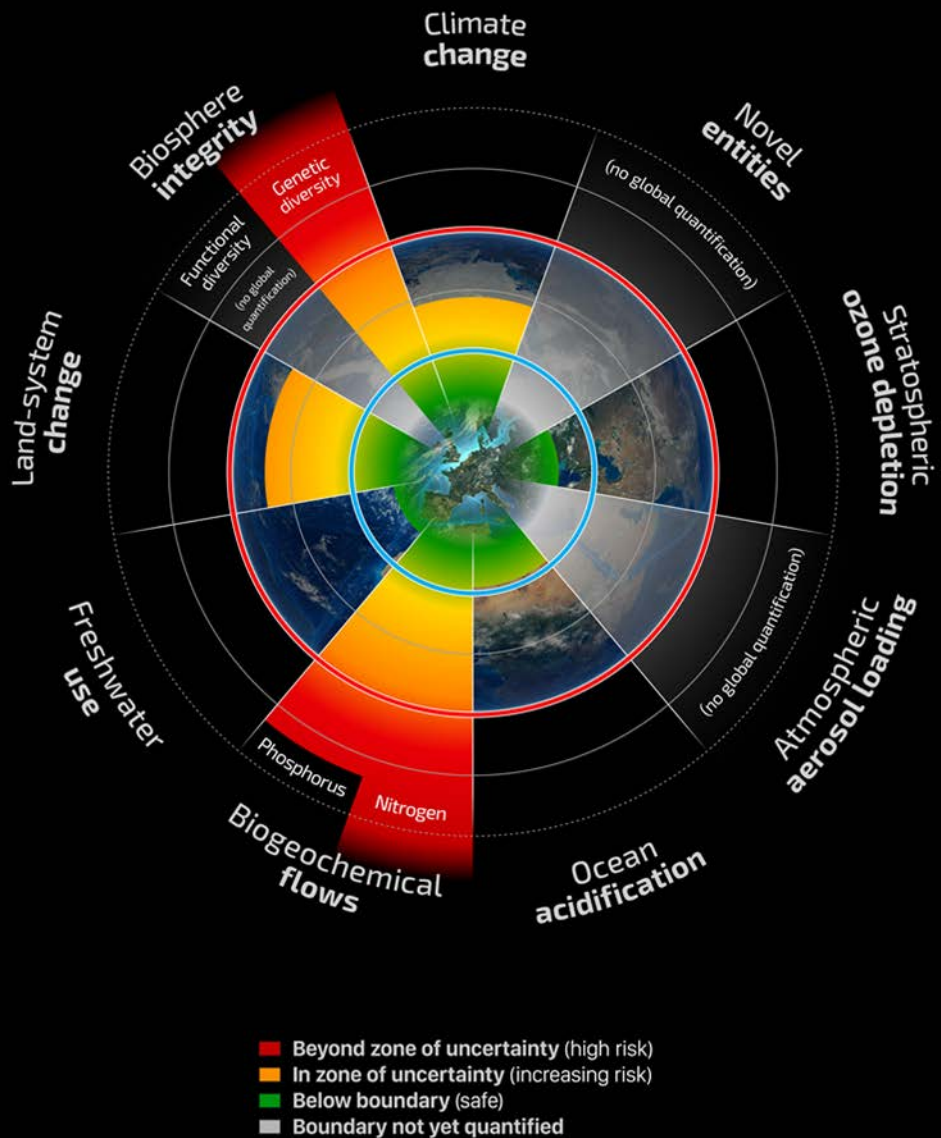 Climate
change
Novel
entities
(no global quantification)
Stratospheric
ozone depletion
Atmospheric
aerosol loading
(no global quantification)
Ocean
acidification
Biogeochemical
flows
Phosphorus
Nitrogen
Freshwater
use
Land-system
change
Biosphere
integrity
Functional
diversity
(no global
quantification)
Genetic
diversity
Beyond zone of uncertainty (high risk)
In zone of uncertainty (increasing risk)
Below boundary (safe)
Boundary not yet quantified